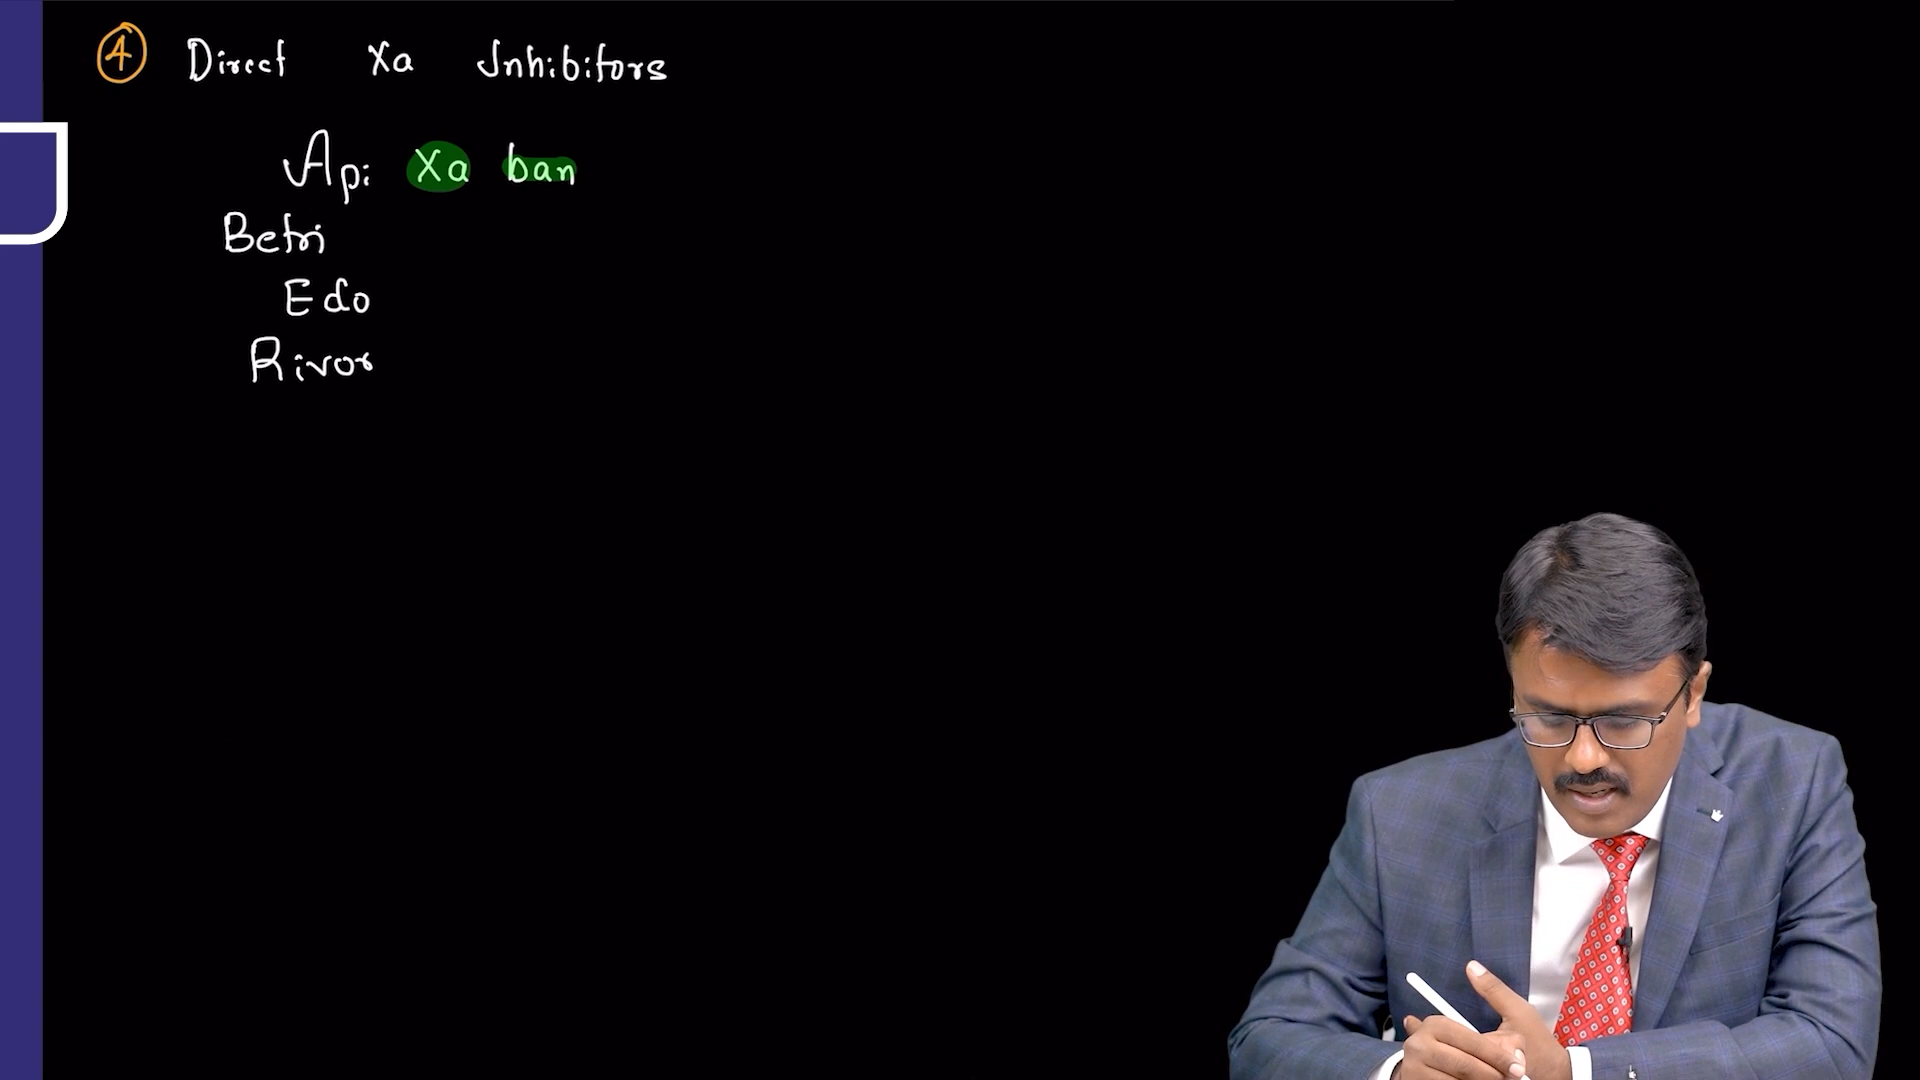 4 Direct Xa Inhibitors
Api Xa ban
Betri
Edo
Rivor